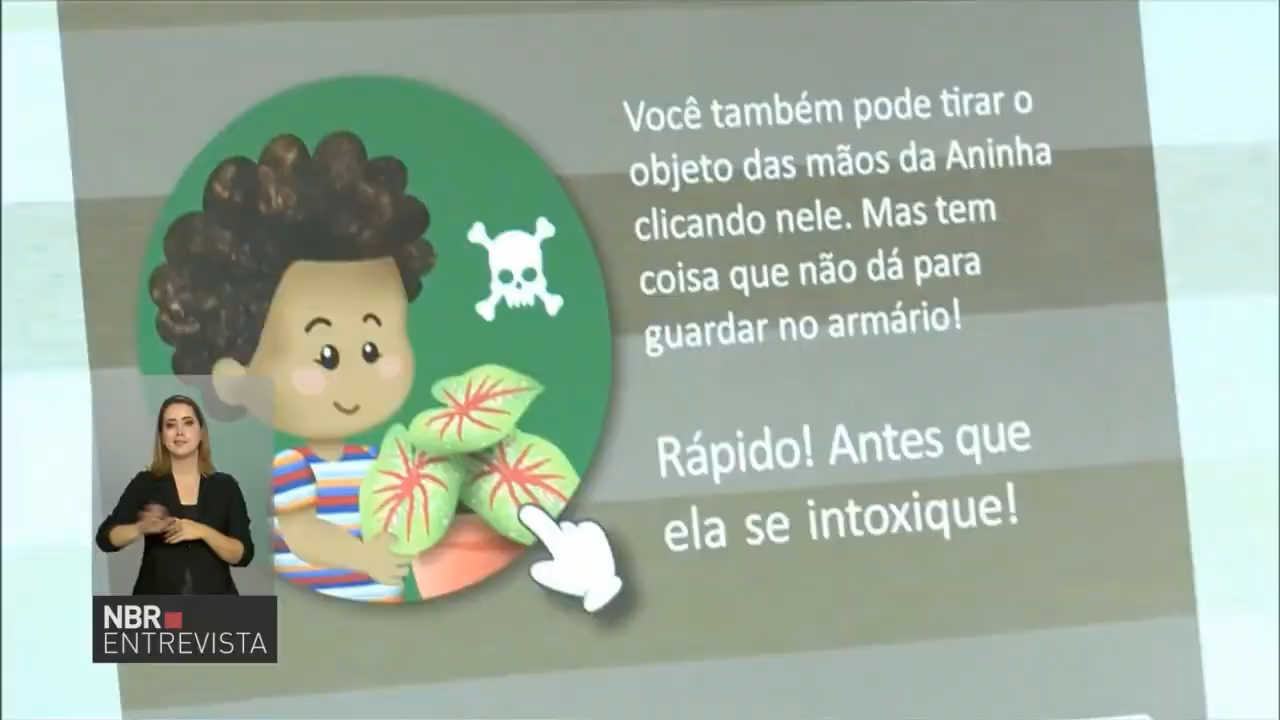 Você também pode tirar o
objeto das mãos da Aninha
clicando nele. Mas tem
coisa que não dá para
guardar no armário!
Rápido! Antes que
ela se intoxique!
NBR
ENTREVISTA